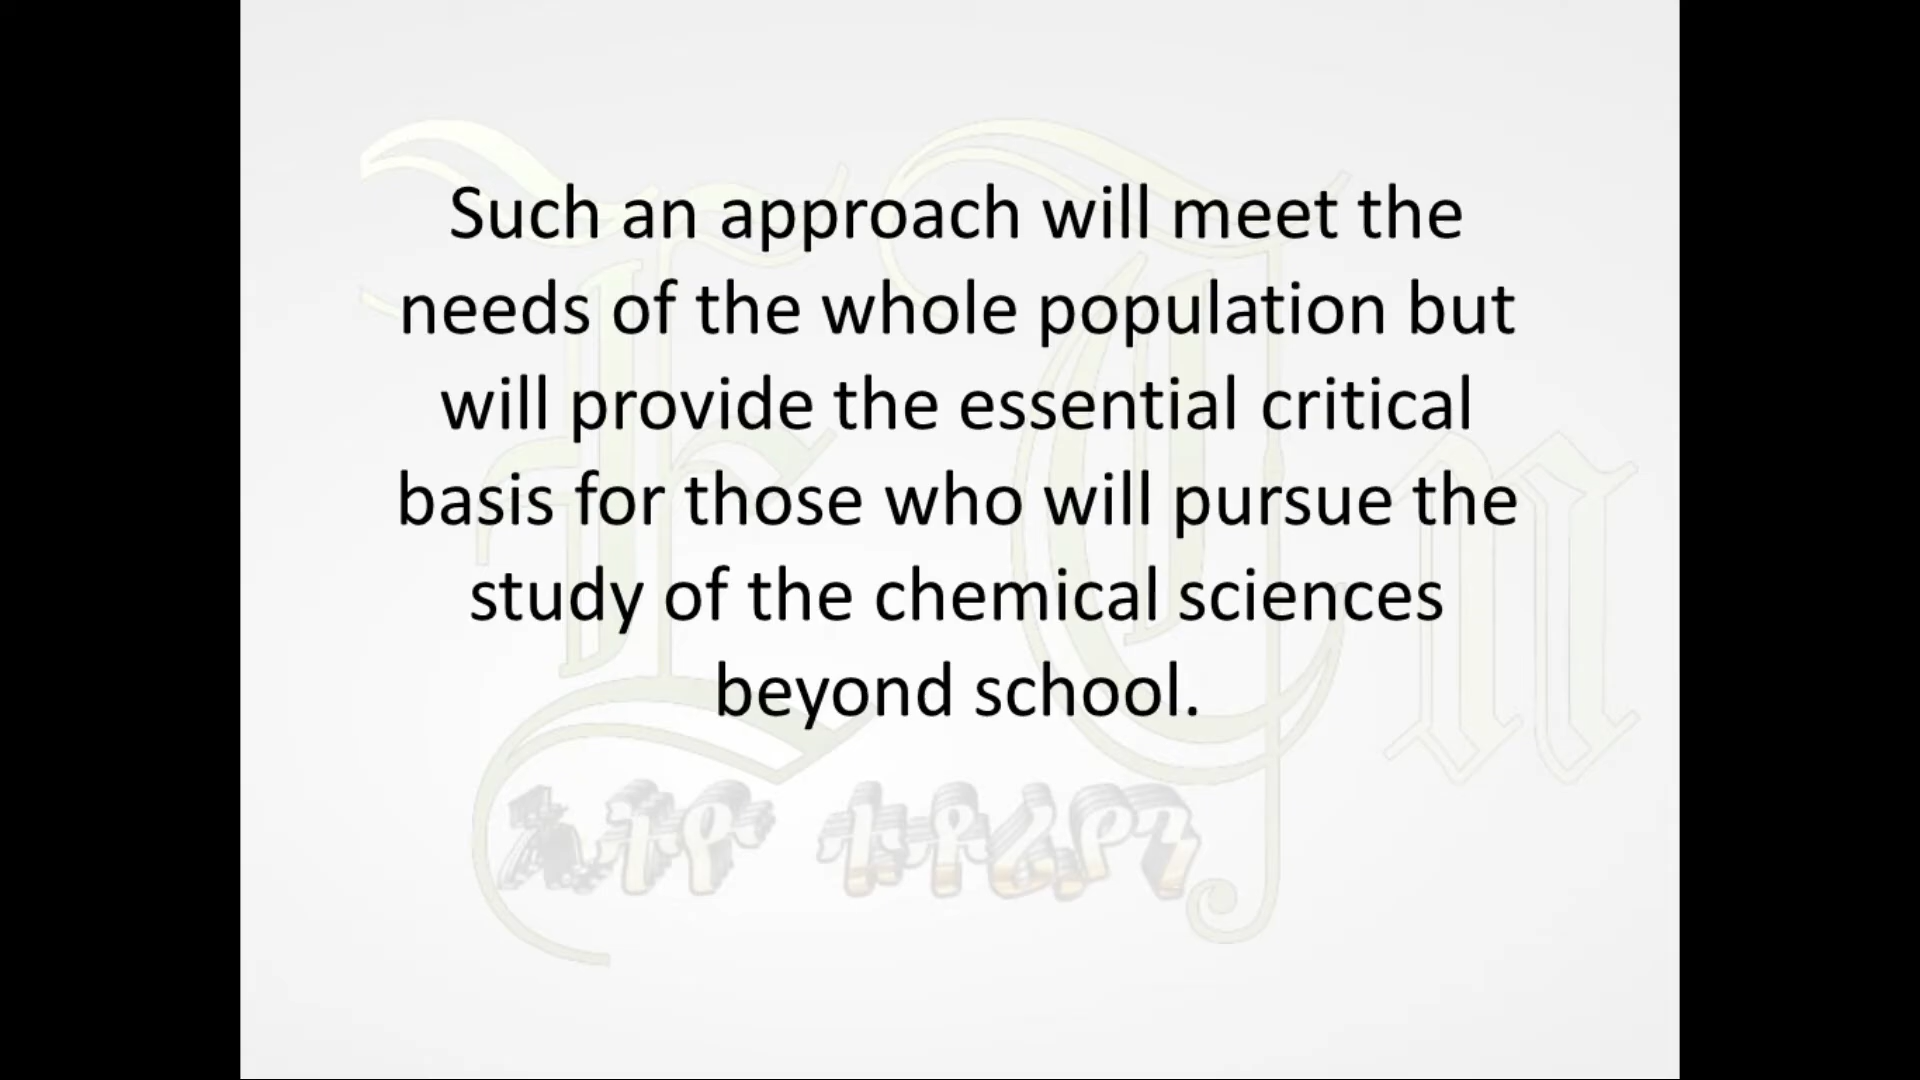 Such an approach will meet the
needs of the whole population but
will provide the essential critical
basis for those who will pursue the
study of the chemical sciences
beyond school.